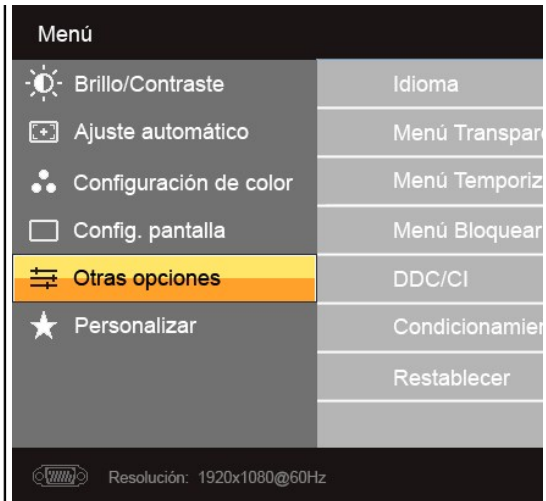 Menú
Brillo/Contraste
Ajuste automático
Configuración de color
Config. pantalla
Otras opciones
Personalizar
Idioma
Menú
Menú
Menú Bloquear
DDC/CI
Restablecer
Resolución: 1920x1080@60Hz